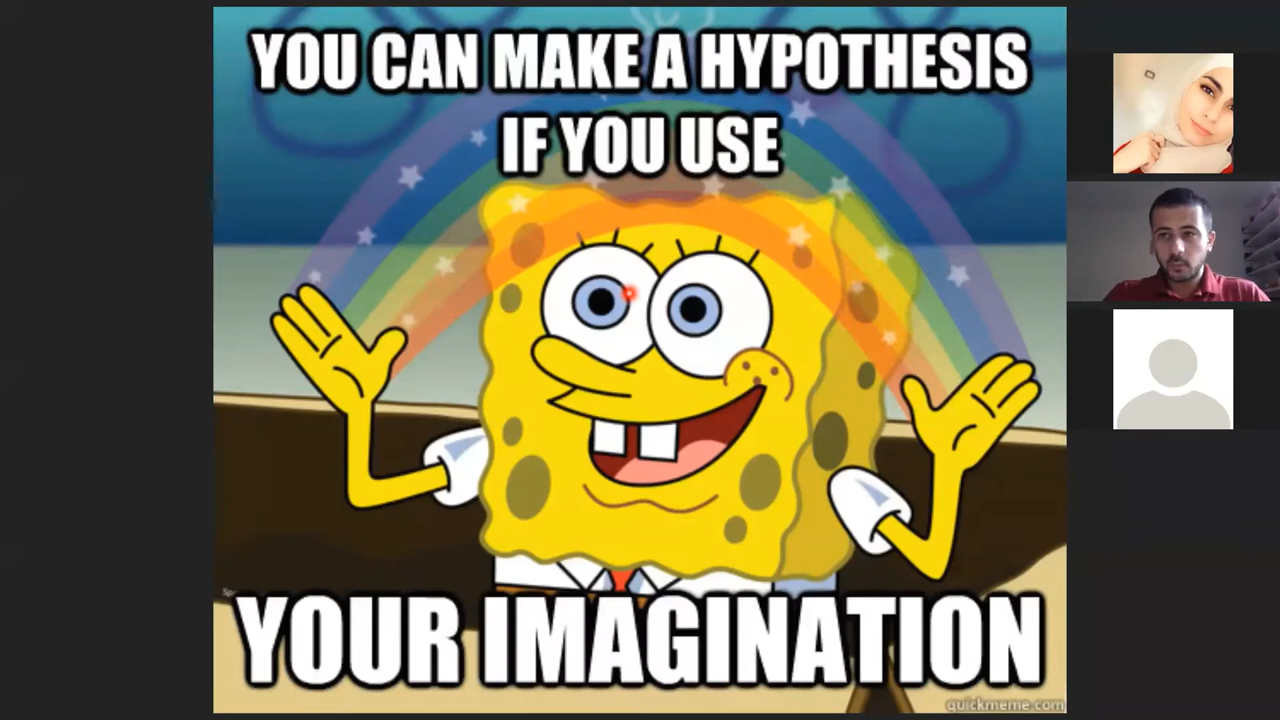 YOU CAN MAKE A HYPOTHESIS
IF YOU USE
YOUR IMAGINATION
quickmeme.com